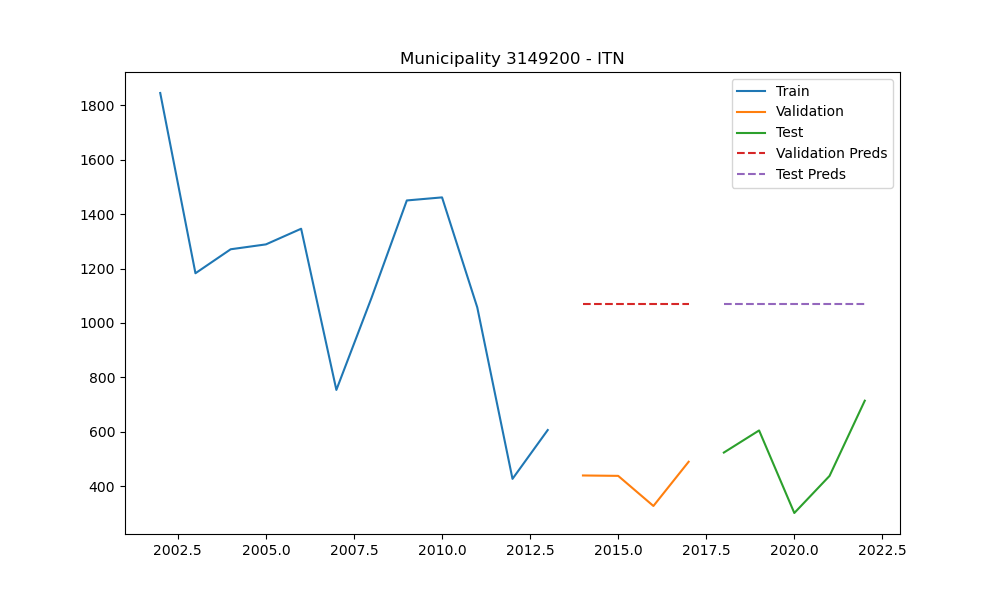 Municipality 3149200 - ITN
Train
Validation
Test
Validation Preds
Test Preds
1800
1600
1400
1200
1000
800
600
400
2002.5 2005.0 2007.5 2010.0 2012.5 2015.0 2017.5 2020.0 2022.5